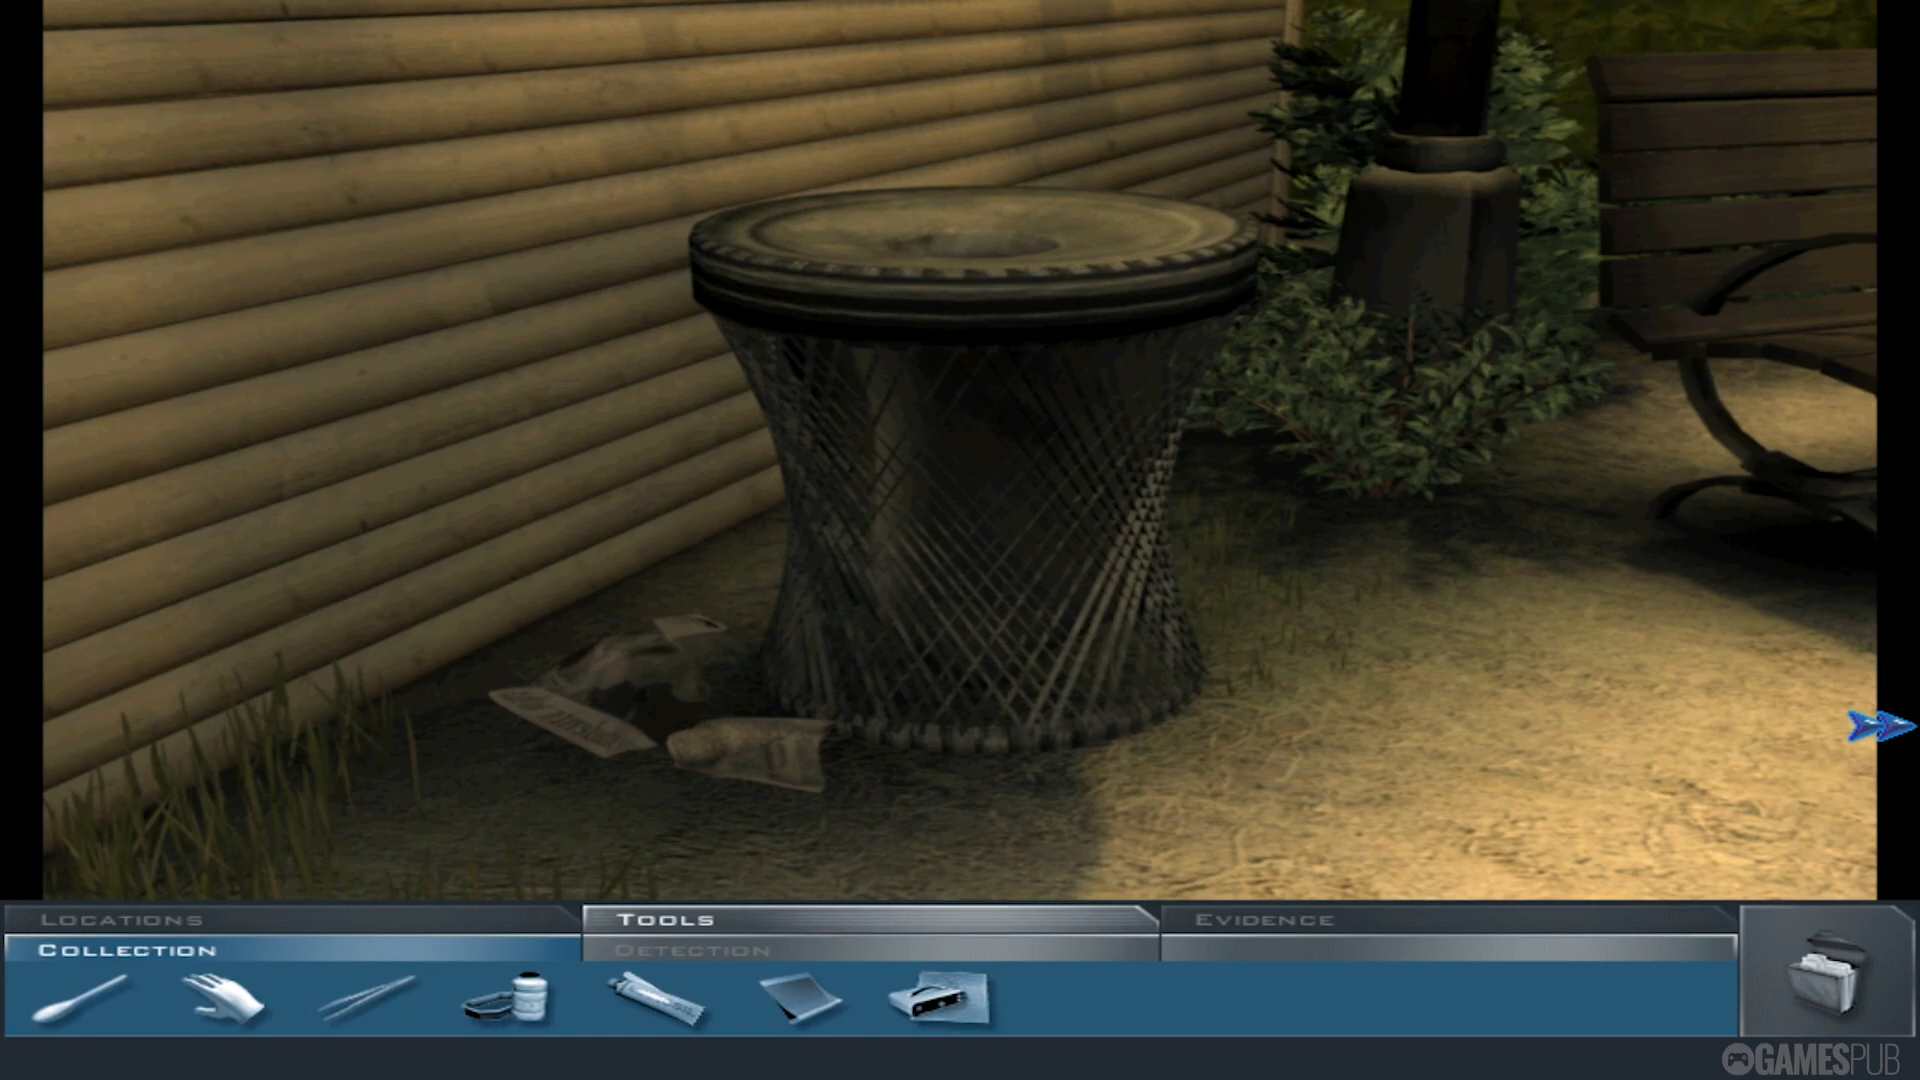 LOCATIONS
TOOLS
EVIDENCE
COLLECTION
DETECTION
GAMESPUB